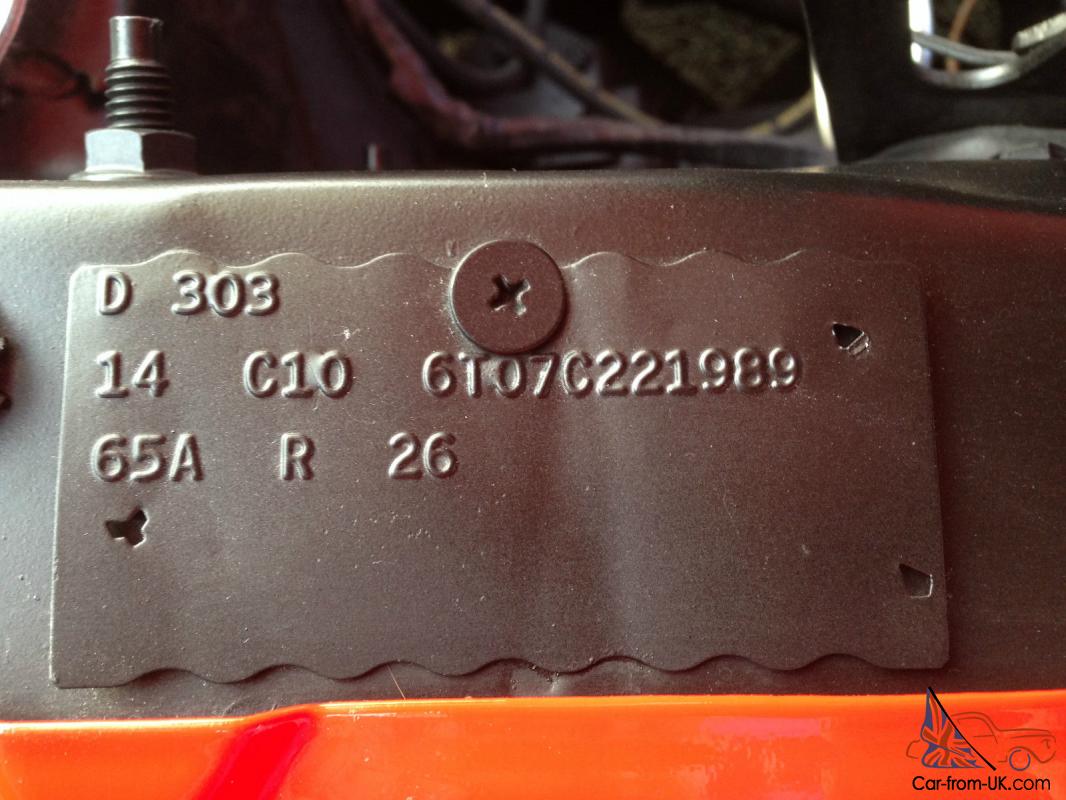 D 303
14 C10 6T07C221989
65A R 26
Car-from-UK.com